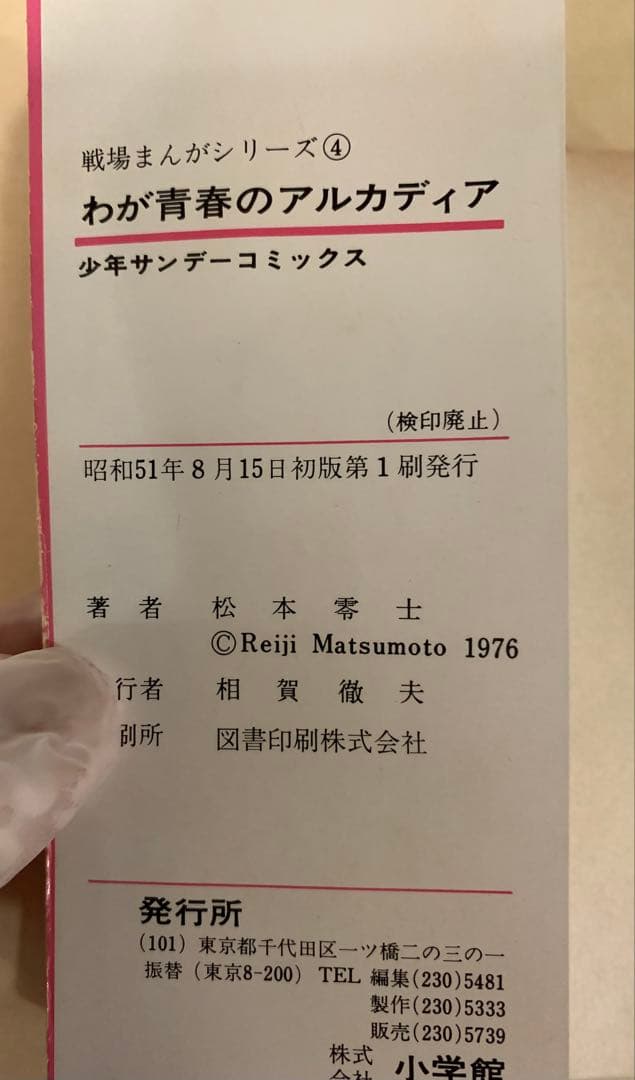 戦場まんがシリーズ④
わが青春のアルカディア
少年サンデーコミックス
（検印廃止）
昭和51年8月15日初版第1刷発行
著者 松本零士
©Reiji Matsumoto 1976
行者 相賀徹夫
刷所 図書印刷株式会社
発行所
（101）東京都千代田区一ツ橋二の三の一
振替（東京8-200） TEL 編集(230)5481
製作(230)5333
販売(230)5739
株式会社 小学館